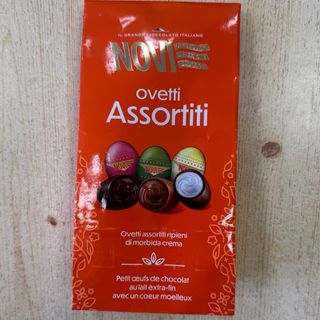 IL GRANDE CIOCCOLATO ITALIANO
NOVI
ovetti
Assortiti
Ovetti assortiti ripieni
di morbida crema
Petit œufs de chocolat
au lait extra-fin
avec un coeur moelleux